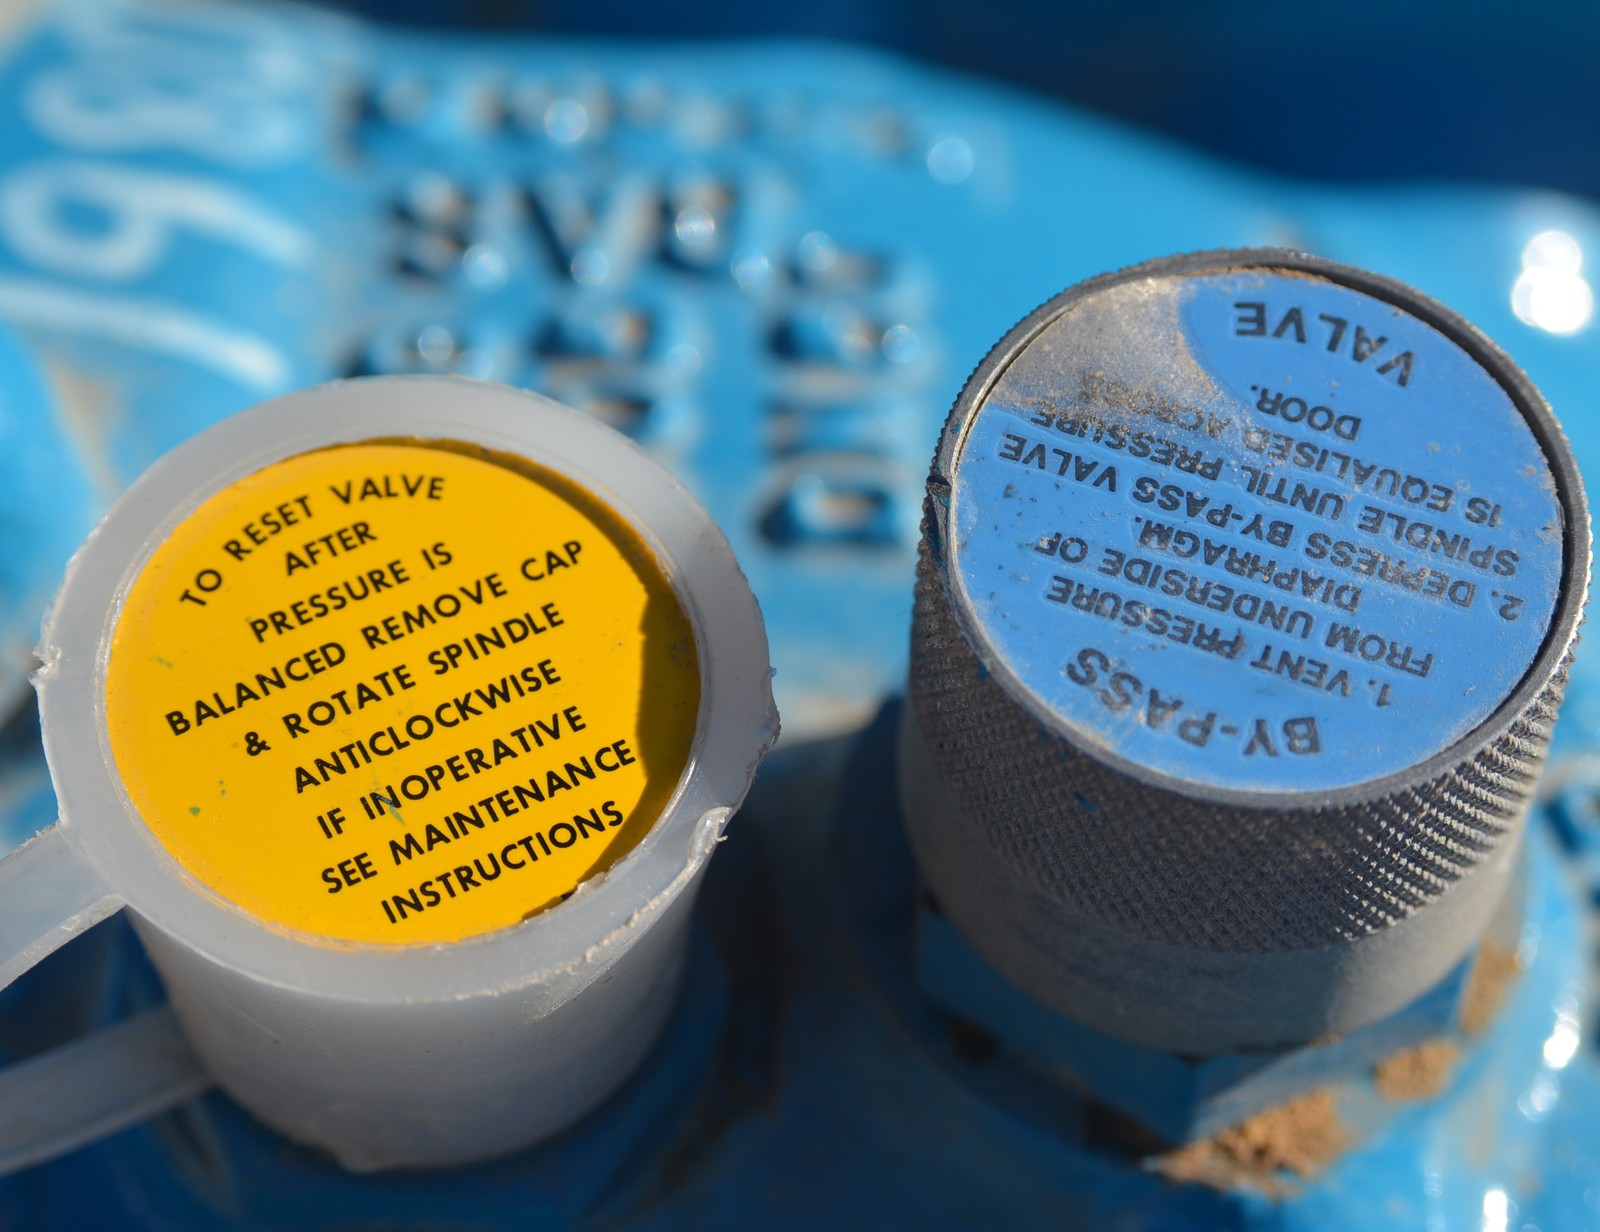 TO RESET VALVE
AFTER
PRESSURE IS
BALANCED REMOVE CAP
& ROTATE SPINDLE
ANTICLOCKWISE
IF INOPERATIVE
SEE MAINTENANCE
INSTRUCTIONS
BY-PASS
1. VENT PRESSURE
FROM UNDERSIDE OF
DIAPHRAGM.
2. DEPRESS BY-PASS VALVE
SPINDLE UNTIL PRESSURE
IS EQUALISED ACROSS
DOOR.
VALVE